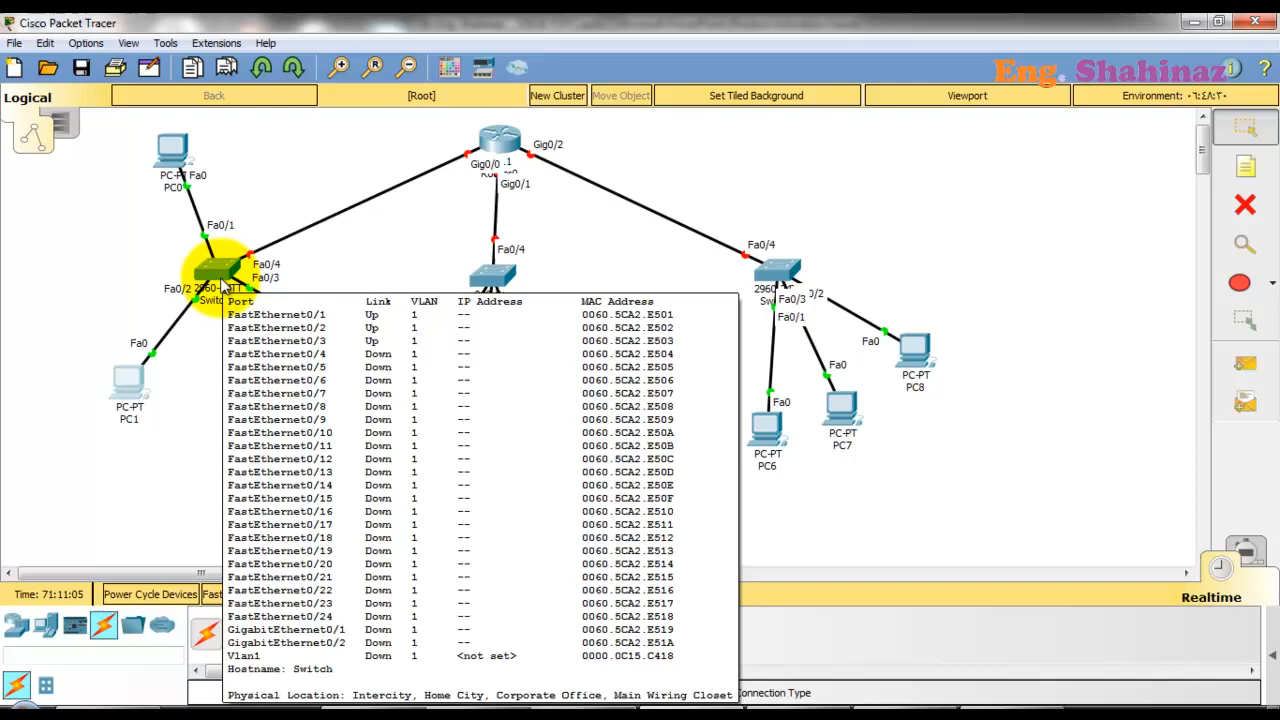 Cisco Packet Tracer
File Edit Options View Tools Extensions Help
Eng. Shahinaz
Logical
Back
[Root]
New Cluster
Move Object
Set Tiled Background
Viewport
Environment: ٠٦:٤٨:٣٠
Gig0/2
Gig0/0
.1
Gig0/1
Fa0
PC0
Fa0/1
Fa0/4
Fa0/3
Fa0/2
Fa0
PC-PT
PC1
Fa0/4
Fa0/4
2960
Fa0/3
0/2
Fa0/1
Fa0
PC-PT
PC8
Fa0
PC-PT
PC7
Fa0
PC-PT
PC6
Port Link VLAN IP Address MAC Address
FastEthernet0/1 Up 1 -- 0060.5CA2.E501
FastEthernet0/2 Up 1 -- 0060.5CA2.E502
FastEthernet0/3 Up 1 -- 0060.5CA2.E503
FastEthernet0/4 Down 1 -- 0060.5CA2.E504
FastEthernet0/5 Down 1 -- 0060.5CA2.E505
FastEthernet0/6 Down 1 -- 0060.5CA2.E506
FastEthernet0/7 Down 1 -- 0060.5CA2.E507
FastEthernet0/8 Down 1 -- 0060.5CA2.E508
FastEthernet0/9 Down 1 -- 0060.5CA2.E509
FastEthernet0/10 Down 1 -- 0060.5CA2.E50A
FastEthernet0/11 Down 1 -- 0060.5CA2.E50B
FastEthernet0/12 Down 1 -- 0060.5CA2.E50C
FastEthernet0/13 Down 1 -- 0060.5CA2.E50D
FastEthernet0/14 Down 1 -- 0060.5CA2.E50E
FastEthernet0/15 Down 1 -- 0060.5CA2.E50F
FastEthernet0/16 Down 1 -- 0060.5CA2.E510
FastEthernet0/17 Down 1 -- 0060.5CA2.E511
FastEthernet0/18 Down 1 -- 0060.5CA2.E512
FastEthernet0/19 Down 1 -- 0060.5CA2.E513
FastEthernet0/20 Down 1 -- 0060.5CA2.E514
FastEthernet0/21 Down 1 -- 0060.5CA2.E515
FastEthernet0/22 Down 1 -- 0060.5CA2.E516
FastEthernet0/23 Down 1 -- 0060.5CA2.E517
FastEthernet0/24 Down 1 -- 0060.5CA2.E518
GigabitEthernet0/1 Down 1 -- 0060.5CA2.E519
GigabitEthernet0/2 Down 1 -- 0060.5CA2.E51A
Vlan1 Down 1 <not set> 0000.0C15.C418
Hostname: Switch
Physical Location: Intercity, Home City, Corporate Office, Main Wiring Closet
Time: 71:11:05
Power Cycle Devices
Fast
Realtime
Connection Type